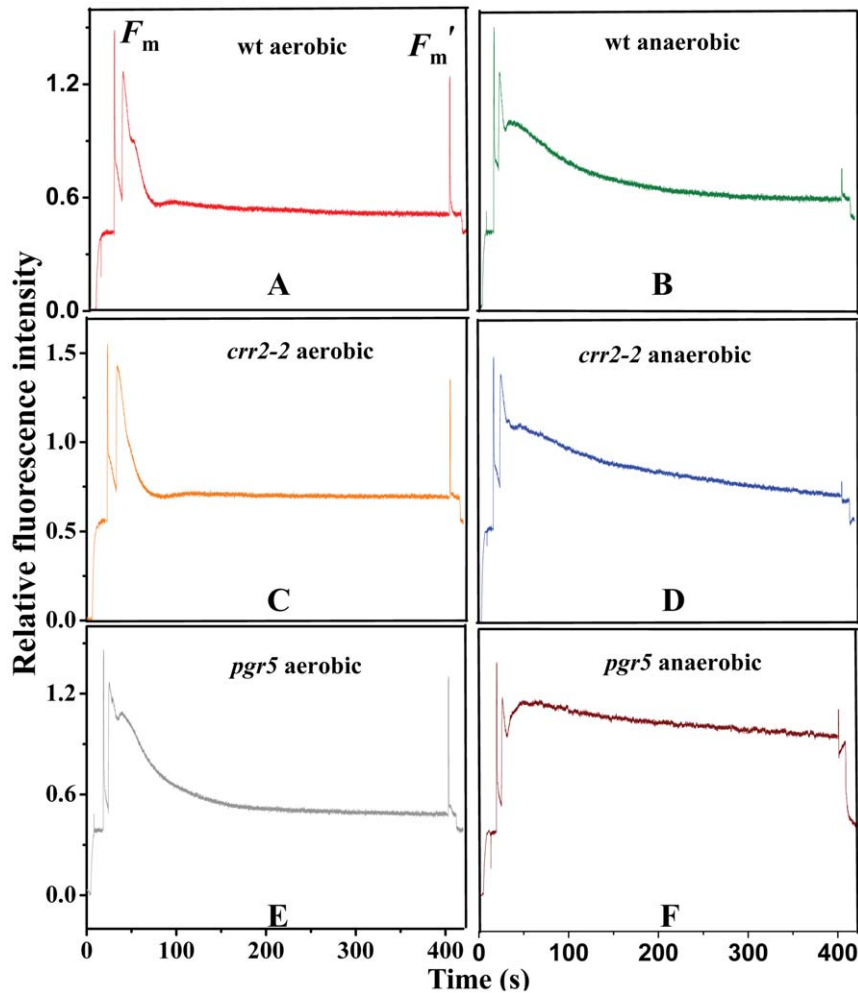 Relative fluorescence intensity
Fm
wt aerobic
Fm'
1.2
0.6
0.0
A
wt anaerobic
B
crr2-2 aerobic
1.5
1.0
0.5
0.0
C
crr2-2 anaerobic
D
pgr5 aerobic
1.2
0.6
0.0
E
0 100 200 300 400
pgr5 anaerobic
F
0 100 200 300 400
Time (s)